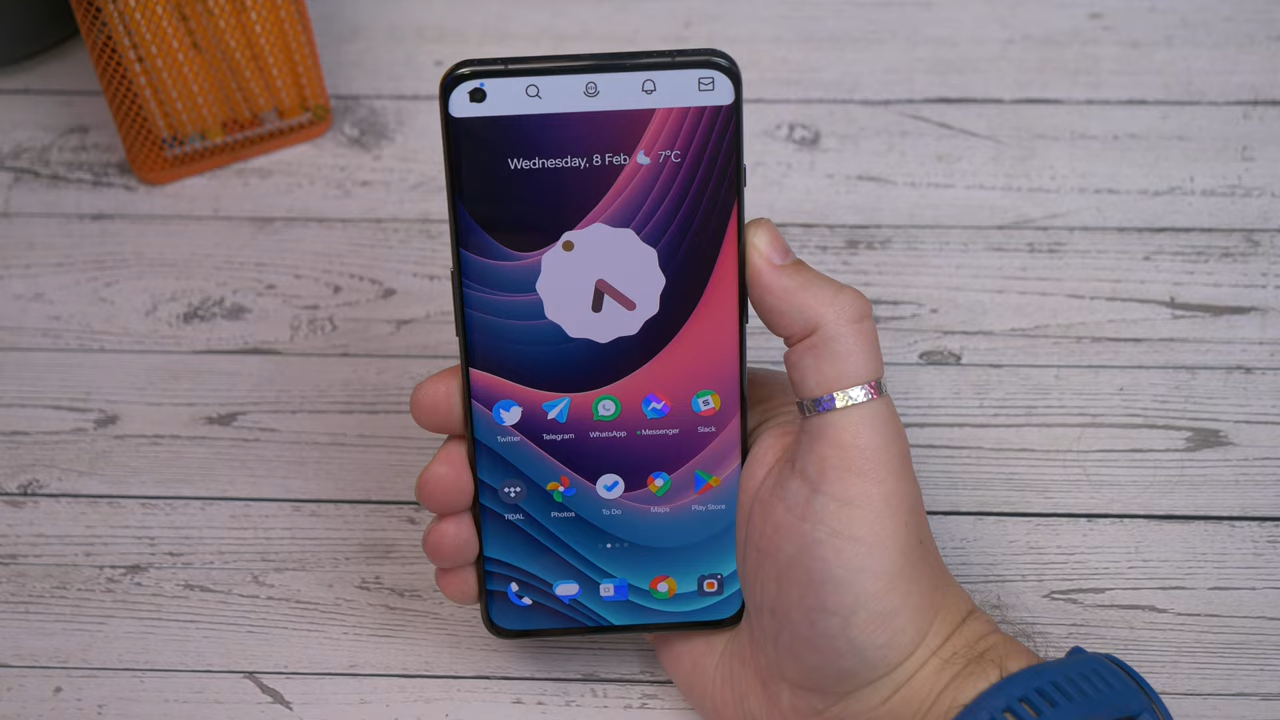 Wednesday, 8 Feb 7°C
Twitter Telegram WhatsApp Messenger Slack
TIDAL Photos To Do Maps Play Store